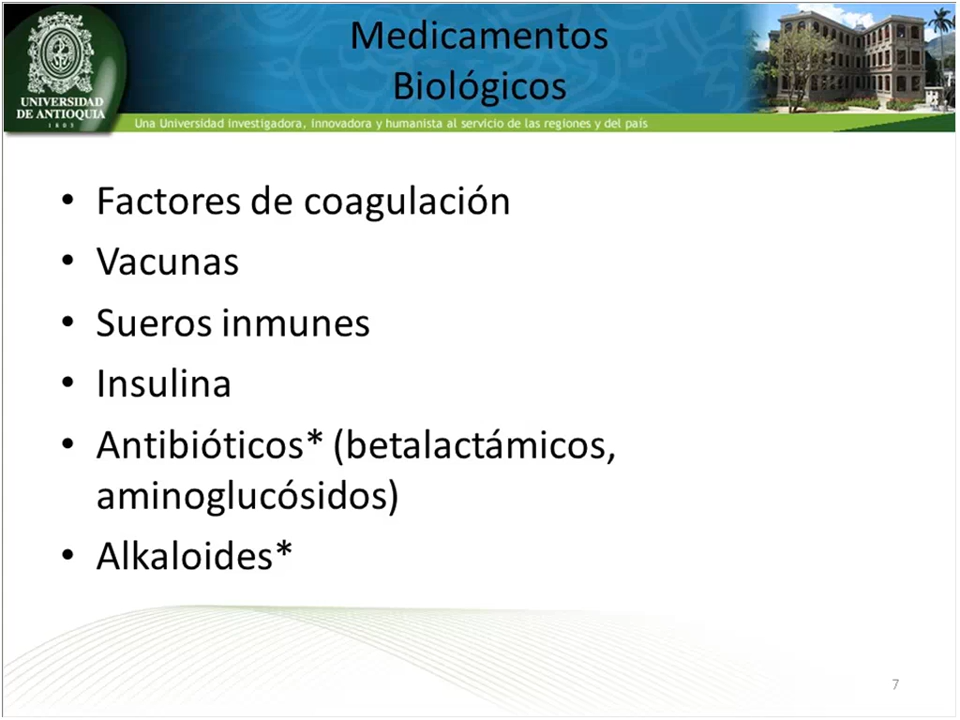 Medicamentos
Biológicos
UNIVERSIDAD
DE ANTIOQUIA
1803
Una Universidad investigadora, innovadora y humanista al servicio de las regiones y del país
• Factores de coagulación
• Vacunas
• Sueros inmunes
• Insulina
• Antibióticos* (betalactámicos,
aminoglucósidos)
• Alkaloides*
7